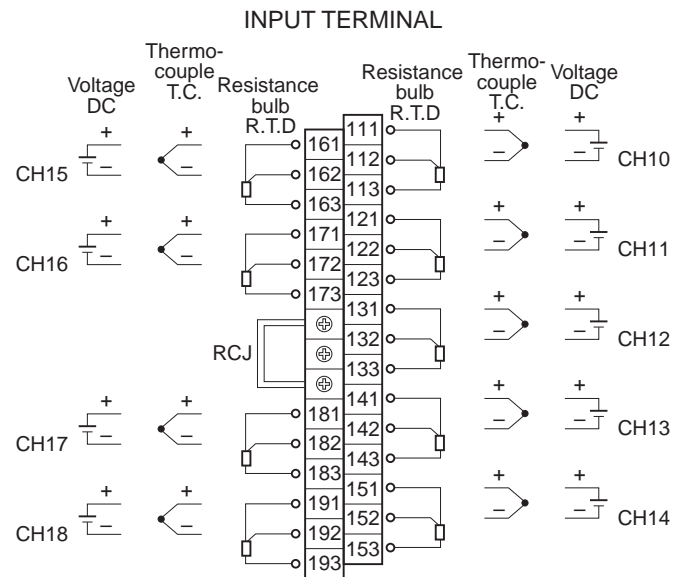 INPUT TERMINAL
Voltage
DC
Thermo-
couple
T.C.
Resistance
bulb
R.T.D
Resistance
bulb
R.T.D
Thermo-
couple
T.C.
Voltage
DC
CH15
+
−
+
−
161
162
163
CH16
+
−
+
−
171
172
173
RCJ
CH17
+
−
+
−
181
182
183
CH18
+
−
+
−
191
192
193
111
112
113
+
−
+
−
CH10
121
122
123
+
−
+
−
CH11
131
132
133
+
−
+
−
CH12
141
142
143
+
−
+
−
CH13
151
152
153
+
−
+
−
CH14